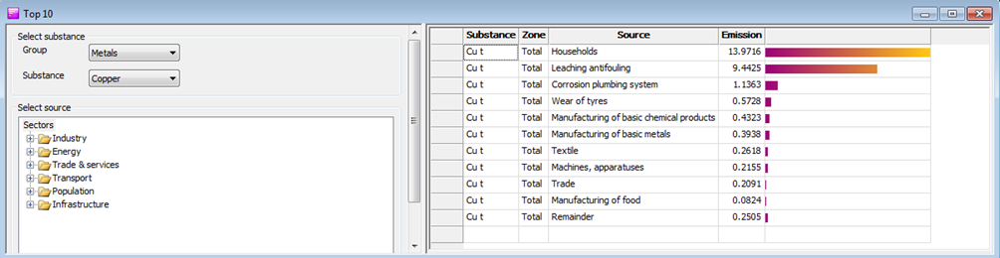 Top 10
Select substance
Group
Metals
Substance
Copper
Select source
Sectors
Industry
Energy
Trade & services
Transport
Population
Infrastructure
Substance Zone Source Emission
Cu t Total Households 13.9716
Cu t Total Leaching antifouling 9.4425
Cu t Total Corrosion plumbing system 1.1363
Cu t Total Wear of tyres 0.5728
Cu t Total Manufacturing of basic chemical products 0.4323
Cu t Total Manufacturing of basic metals 0.3938
Cu t Total Textile 0.2618
Cu t Total Machines, apparatuses 0.2155
Cu t Total Trade 0.2091
Cu t Total Manufacturing of food 0.0824
Cu t Total Remainder 0.2505